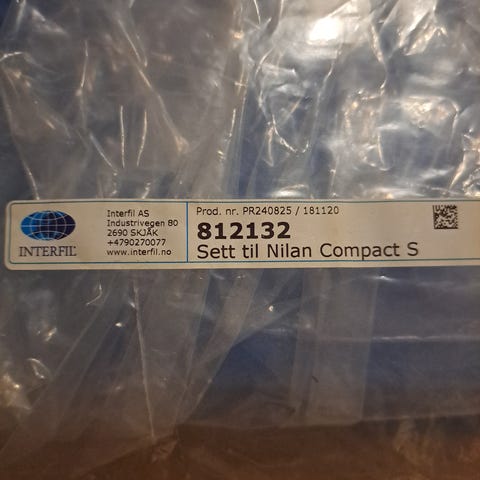 INTERFIL
Interfil AS
Industrivegen 80
2690 SKJÅK
+4790270077
www.interfil.no
Prod. nr. PR240825 / 181120
812132
Sett til Nilan Compact S